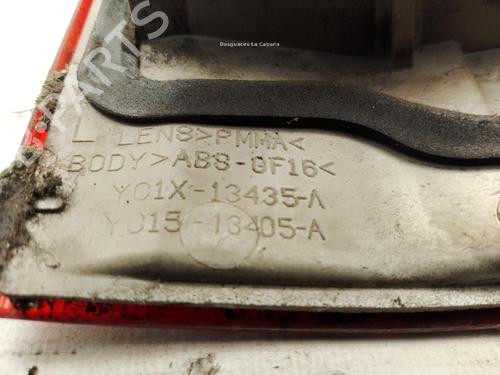 Desguaces La Cabaña
L LENS>PMMA<
BODY>ABS-GF16<
YC1X-13435-A
YC15-13405-A